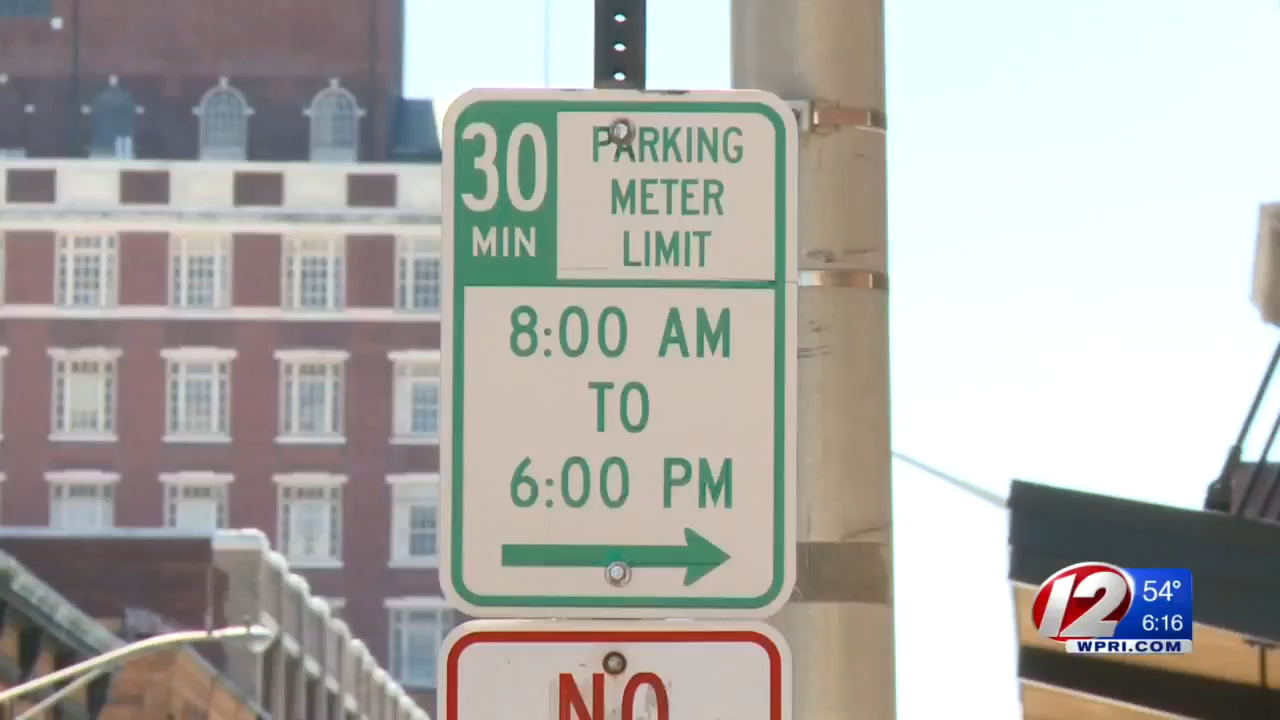 30
MIN
PARKING
METER
LIMIT
8:00 AM
TO
6:00 PM
NO
12
54°
6:16
WPRI.COM